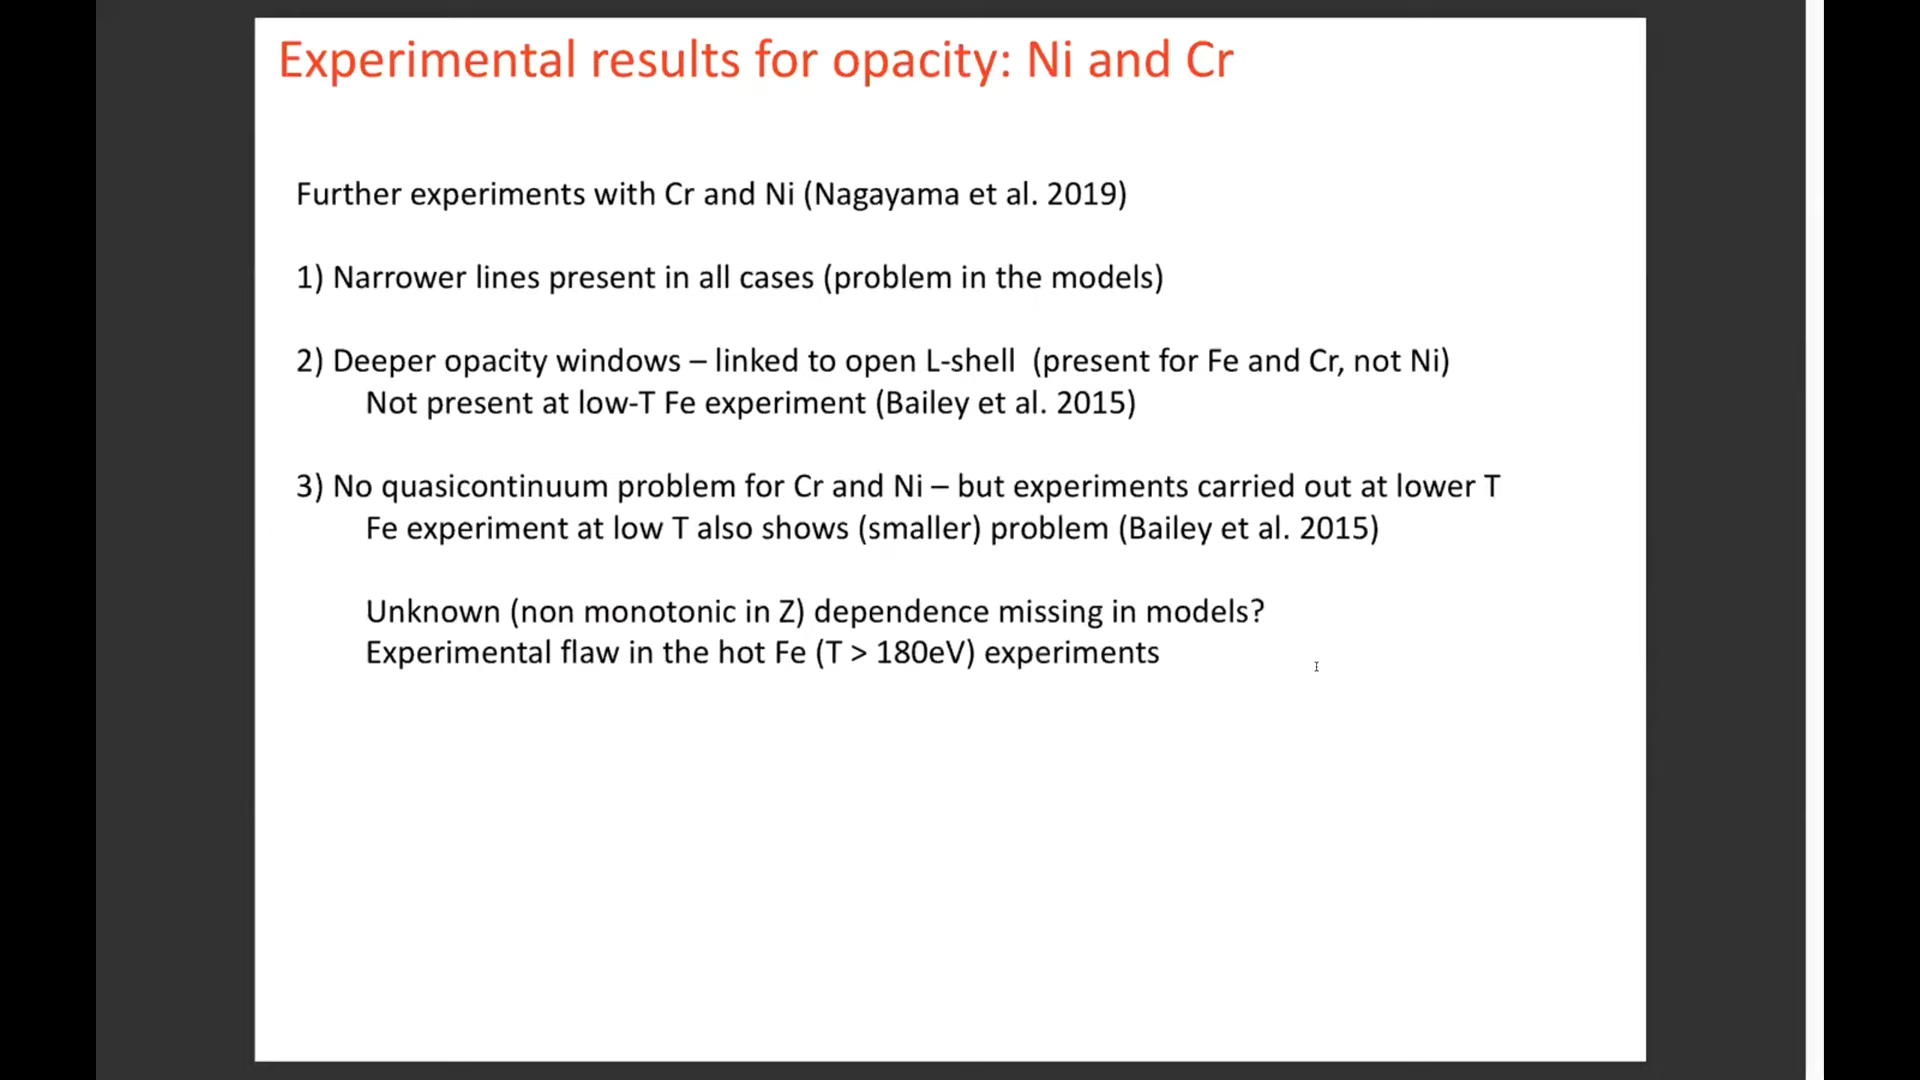 Experimental results for opacity: Ni and Cr
Further experiments with Cr and Ni (Nagayama et al. 2019)
1) Narrower lines present in all cases (problem in the models)
2) Deeper opacity windows – linked to open L-shell  (present for Fe and Cr, not Ni)
Not present at low-T Fe experiment (Bailey et al. 2015)
3) No quasicontinuum problem for Cr and Ni – but experiments carried out at lower T
Fe experiment at low T also shows (smaller) problem (Bailey et al. 2015)
Unknown (non monotonic in Z) dependence missing in models?
Experimental flaw in the hot Fe (T > 180eV) experiments